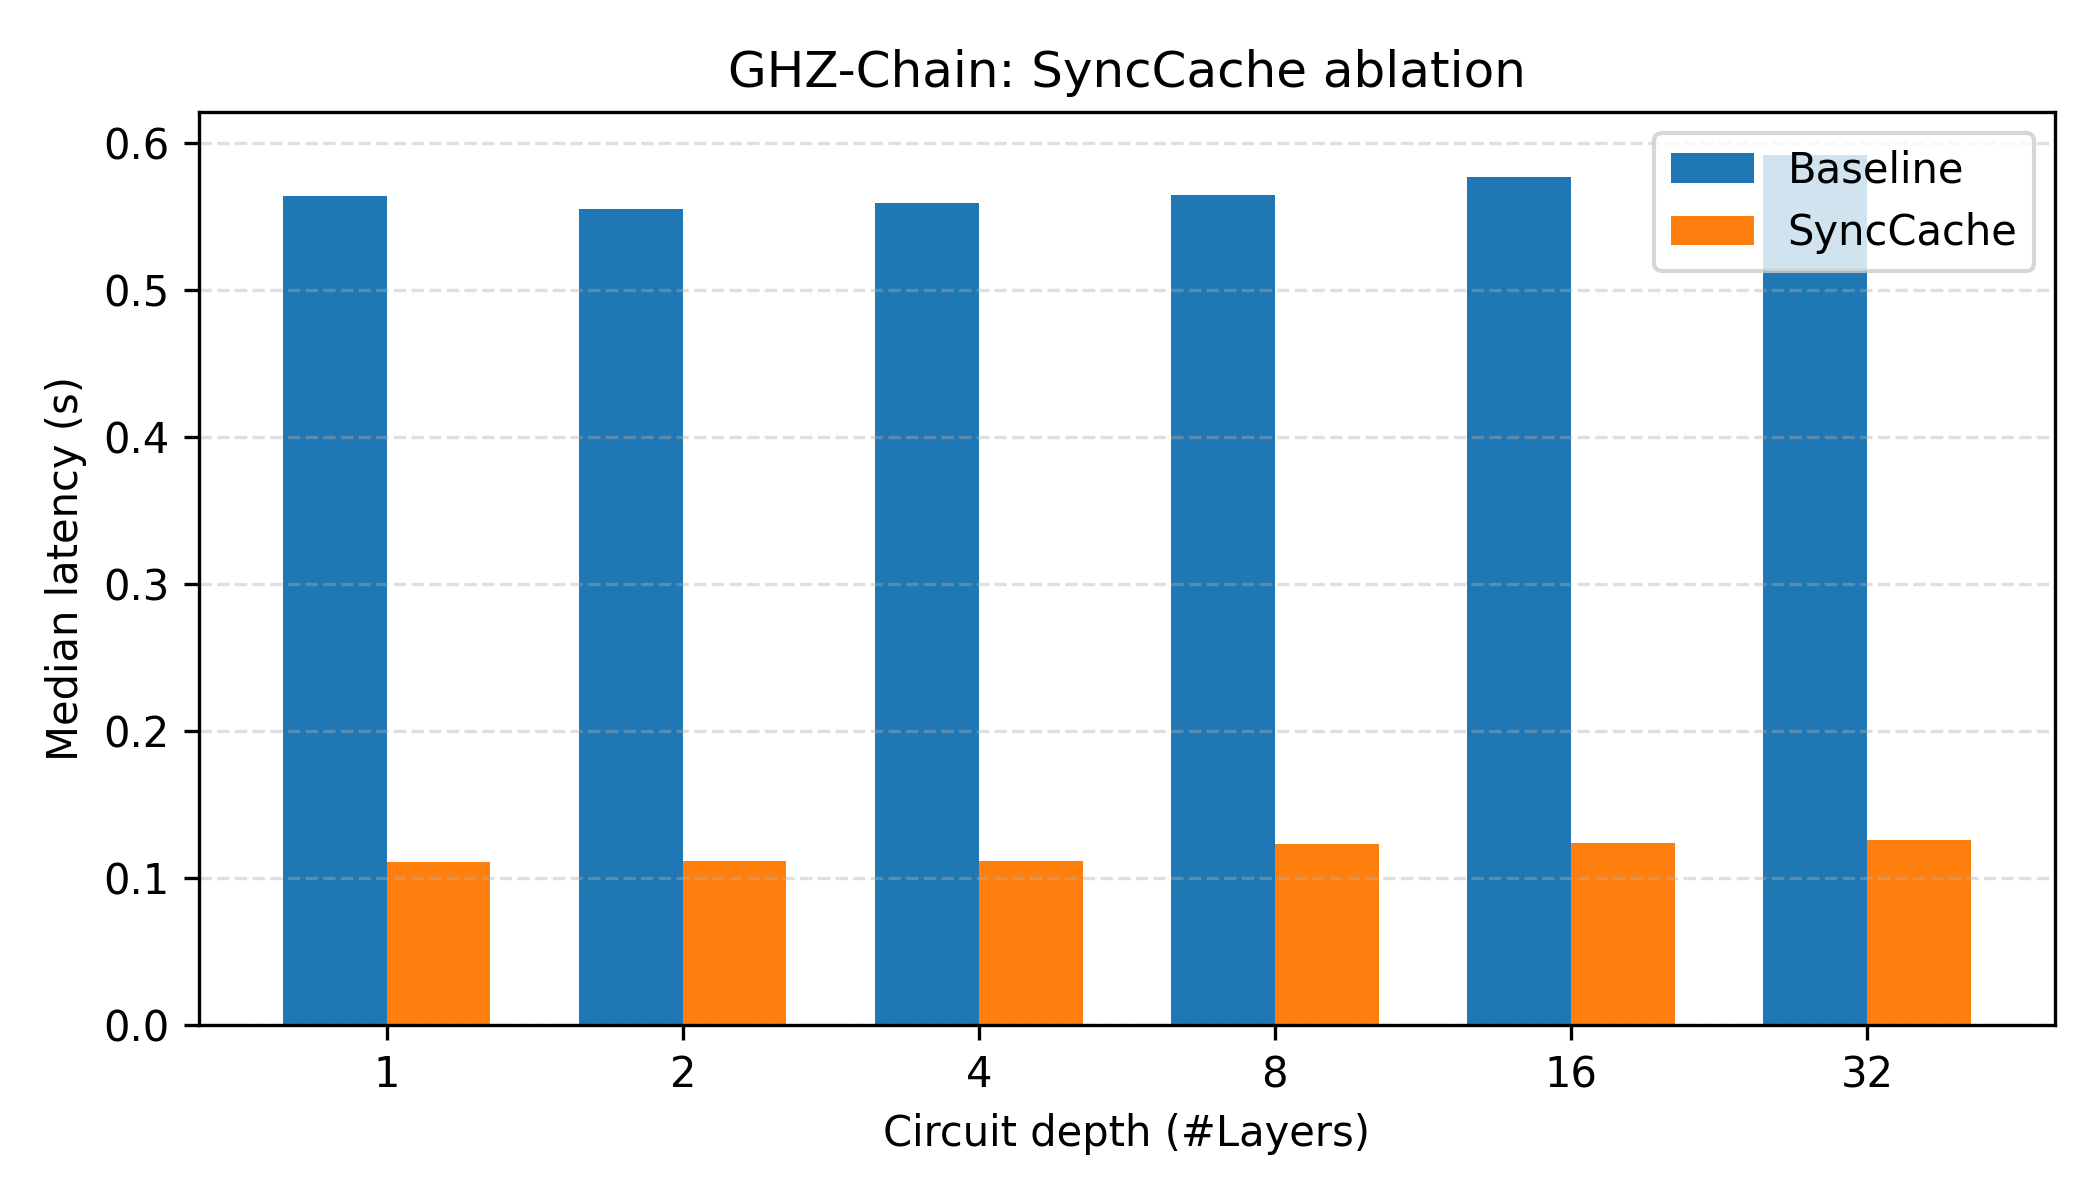 GHZ-Chain: SyncCache ablation
Baseline
SyncCache
0.6
0.5
0.4
0.3
0.2
0.1
0.0
Median latency (s)
1 2 4 8 16 32
Circuit depth (#Layers)